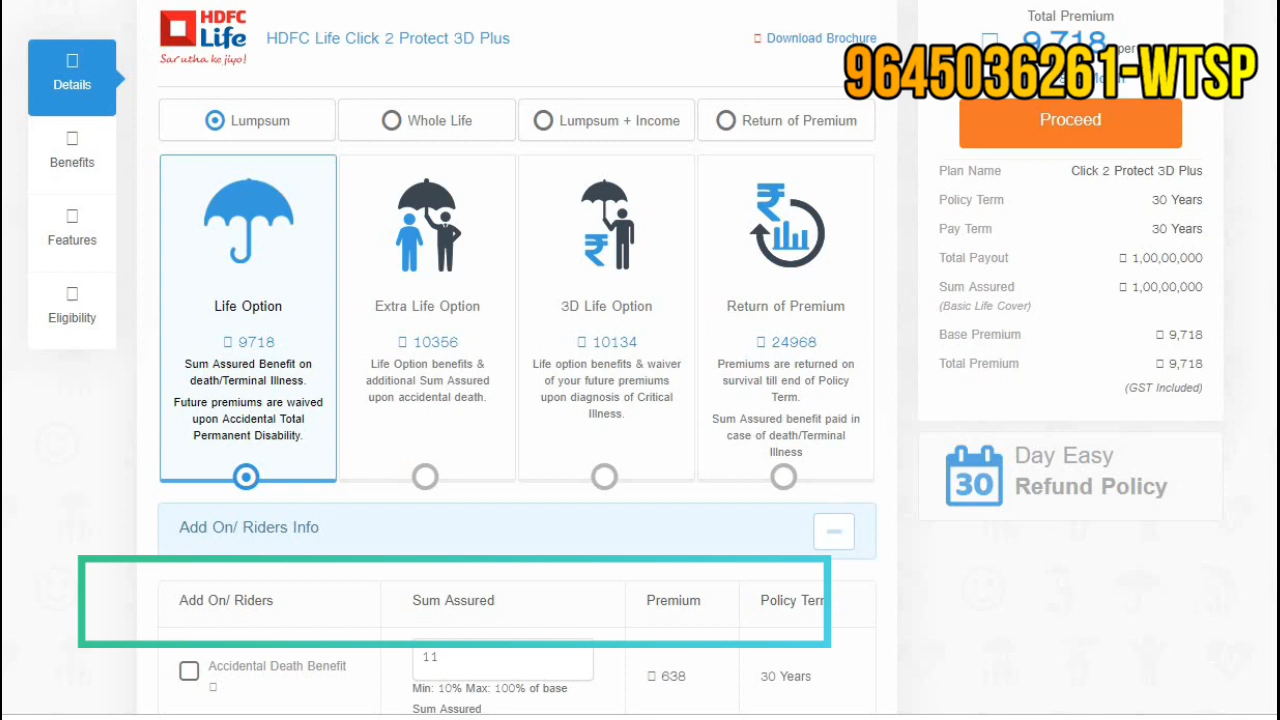 HDFC
Life
Sar utha ke jiyo!
HDFC Life Click 2 Protect 3D Plus
Download Brochure
Details
Benefits
Features
Eligibility
Lumpsum
Whole Life
Lumpsum + Income
Return of Premium
Life Option
9718
Sum Assured Benefit on
death/Terminal Illness.
Future premiums are waived
upon Accidental Total
Permanent Disability.
Extra Life Option
10356
Life Option benefits &
additional Sum Assured
upon accidental death.
3D Life Option
10134
Life option benefits & waiver
of your future premiums
upon diagnosis of Critical
Illness.
Return of Premium
24968
Premiums are returned on
survival till end of Policy
Term.
Sum Assured benefit paid in
case of death/Terminal
Illness
Add On/ Riders Info
Add On/ Riders
Sum Assured
Premium
Policy Term
Accidental Death Benefit
11
Min: 10% Max: 100% of base
Sum Assured
638
30 Years
Total Premium
9,718 per
9645036261-WTSP
Proceed
Plan Name Click 2 Protect 3D Plus
Policy Term 30 Years
Pay Term 30 Years
Total Payout 1,00,00,000
Sum Assured 1,00,00,000
(Basic Life Cover)
Base Premium 9,718
Total Premium 9,718
(GST Included)
30
Day Easy
Refund Policy